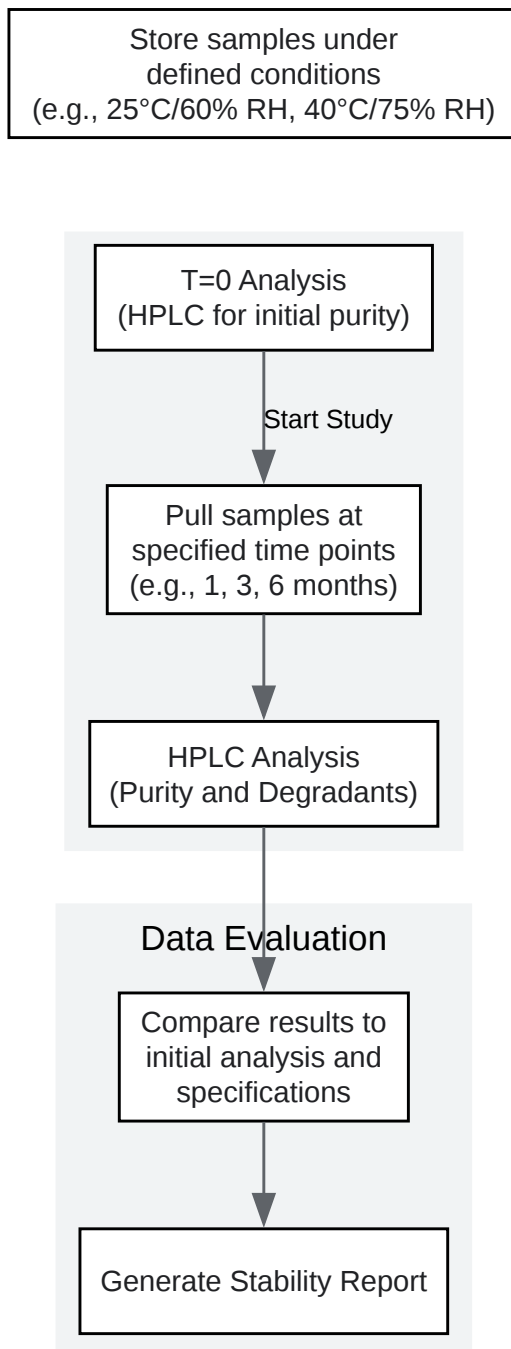 Store samples under
defined conditions
(e.g., 25°C/60% RH, 40°C/75% RH)
T=0 Analysis
(HPLC for initial purity)
Start Study
Pull samples at
specified time points
(e.g., 1, 3, 6 months)
HPLC Analysis
(Purity and Degradants)
Data Evaluation
Compare results to
initial analysis and
specifications
Generate Stability Report